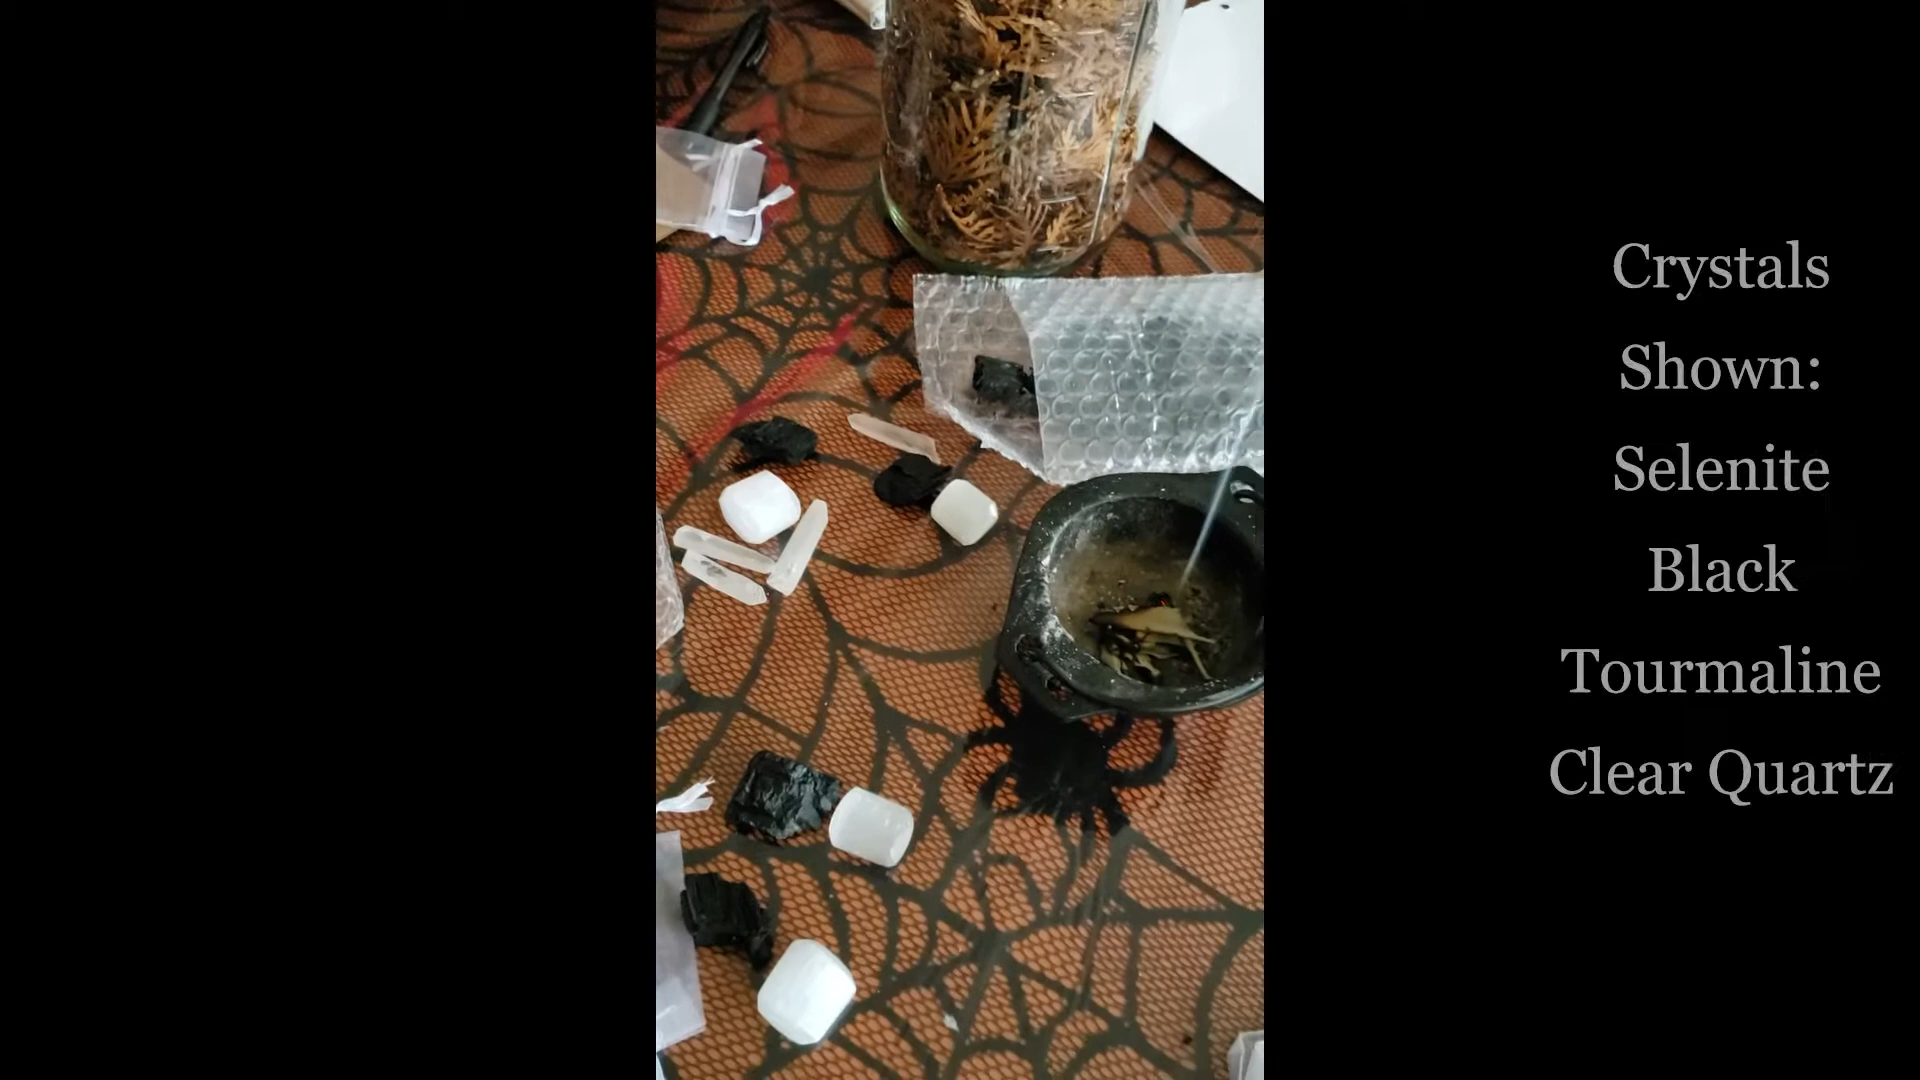 Crystals
Shown:
Selenite
Black
Tourmaline
Clear Quartz